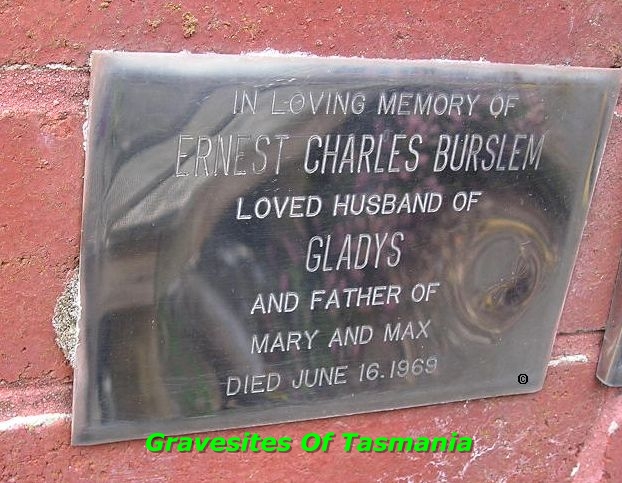 IN LOVING MEMORY OF
ERNEST CHARLES BURSLEM
LOVED HUSBAND OF
GLADYS
AND FATHER OF
MARY AND MAX
DIED JUNE 16.1969
©
Gravesites Of Tasmania